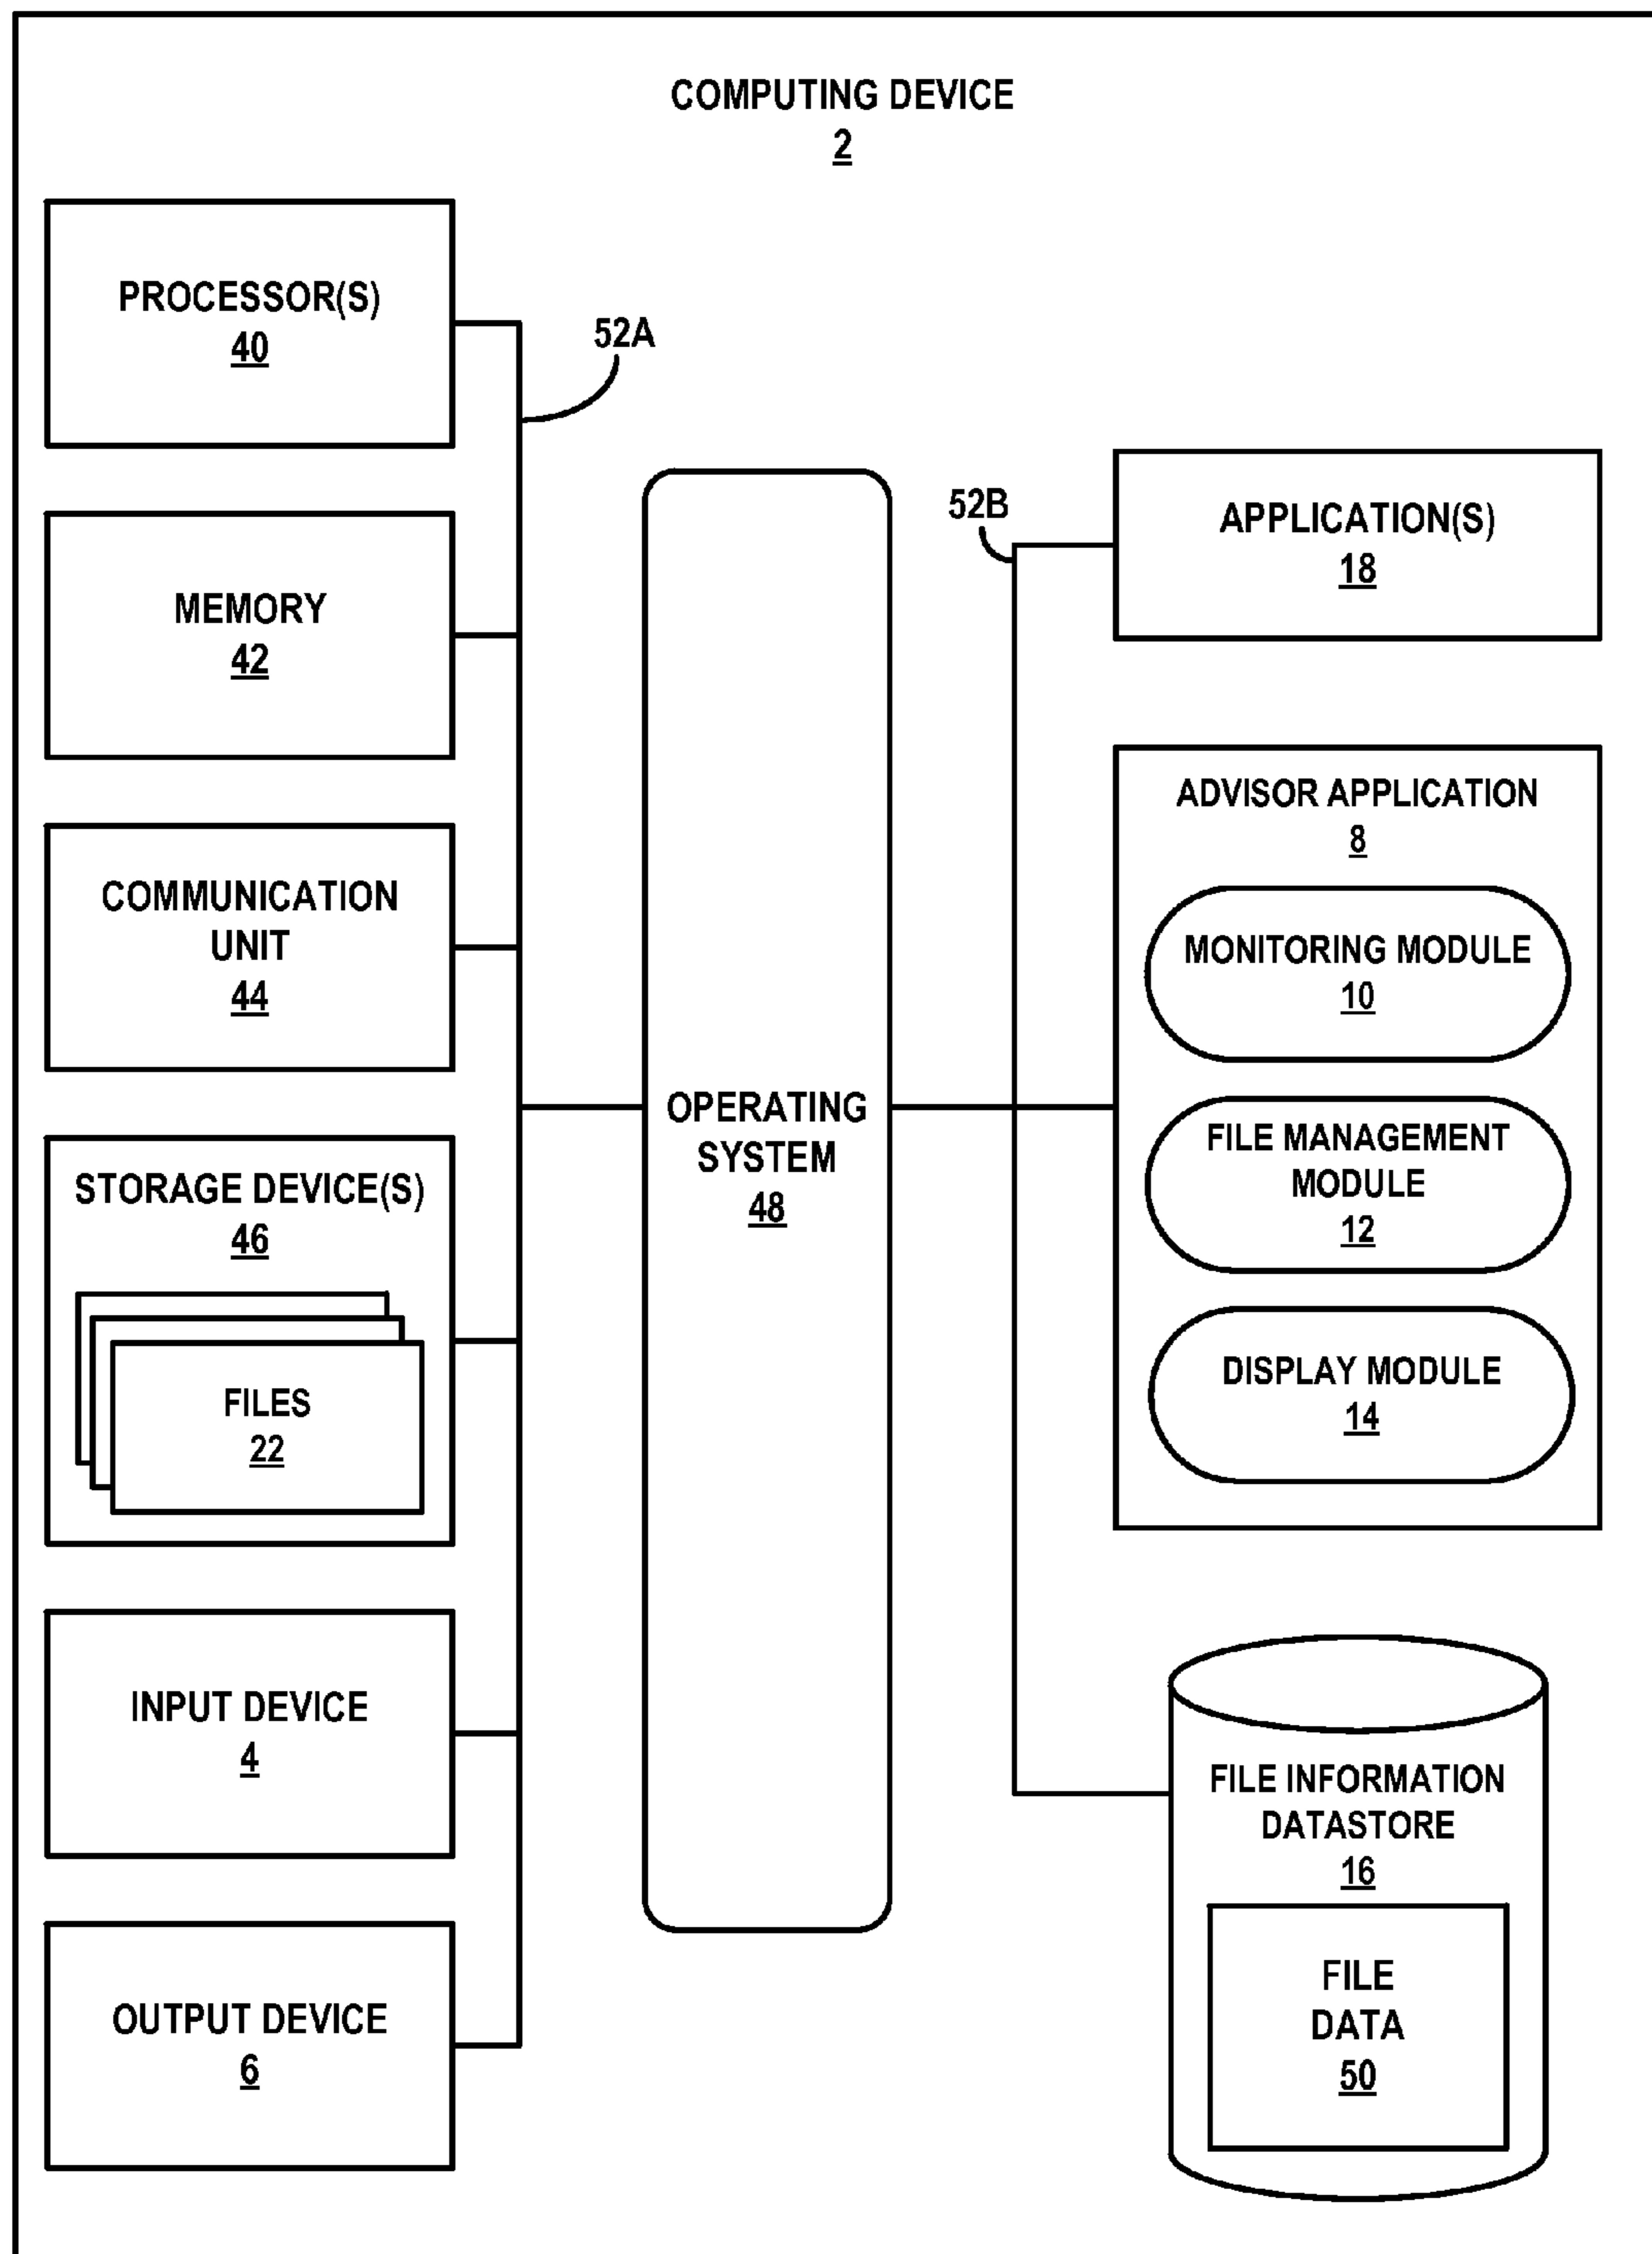 COMPUTING DEVICE
2
PROCESSOR(S)
40
52A
MEMORY
42
COMMUNICATION
UNIT
44
STORAGE DEVICE(S)
46
FILES
22
INPUT DEVICE
4
OUTPUT DEVICE
6
OPERATING
SYSTEM
48
52B
APPLICATION(S)
18
ADVISOR APPLICATION
8
MONITORING MODULE
10
FILE MANAGEMENT
MODULE
12
DISPLAY MODULE
14
FILE INFORMATION
DATASTORE
16
FILE
DATA
50